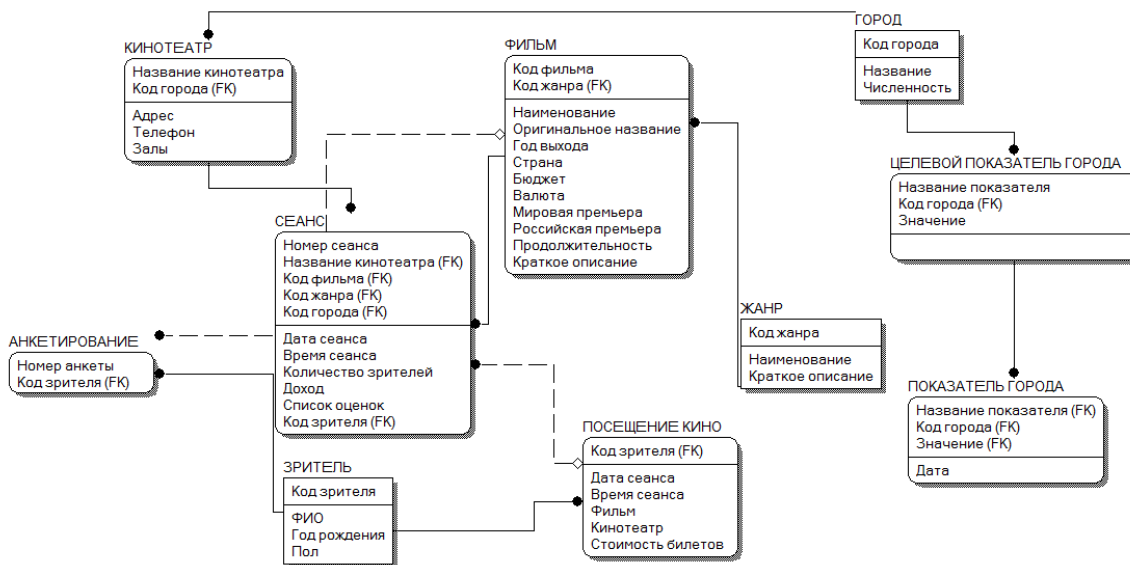 ГОРОД
Код города
Название
Численность
КИНОТЕАТР
Название кинотеатра
Код города (FK)
Адрес
Телефон
Залы
ФИЛЬМ
Код фильма
Код жанра (FK)
Наименование
Оригинальное название
Год выхода
Страна
Бюджет
Валюта
Мировая премьера
Российская премьера
Продолжительность
Краткое описание
ЦЕЛЕВОЙ ПОКАЗАТЕЛЬ ГОРОДА
Название показателя
Код города (FK)
Значение
СЕАНС
Номер сеанса
Название кинотеатра (FK)
Код фильма (FK)
Код жанра (FK)
Код города (FK)
Дата сеанса
Время сеанса
Количество зрителей
Доход
Список оценок
Код зрителя (FK)
ЖАНР
Код жанра
Наименование
Краткое описание
АНКЕТИРОВАНИЕ
Номер анкеты
Код зрителя (FK)
ПОКАЗАТЕЛЬ ГОРОДА
Название показателя (FK)
Код города (FK)
Значение (FK)
Дата
ПОСЕЩЕНИЕ КИНО
Код зрителя (FK)
Дата сеанса
Время сеанса
Фильм
Кинотеатр
Стоимость билетов
ЗРИТЕЛЬ
Код зрителя
ФИО
Год рождения
Пол